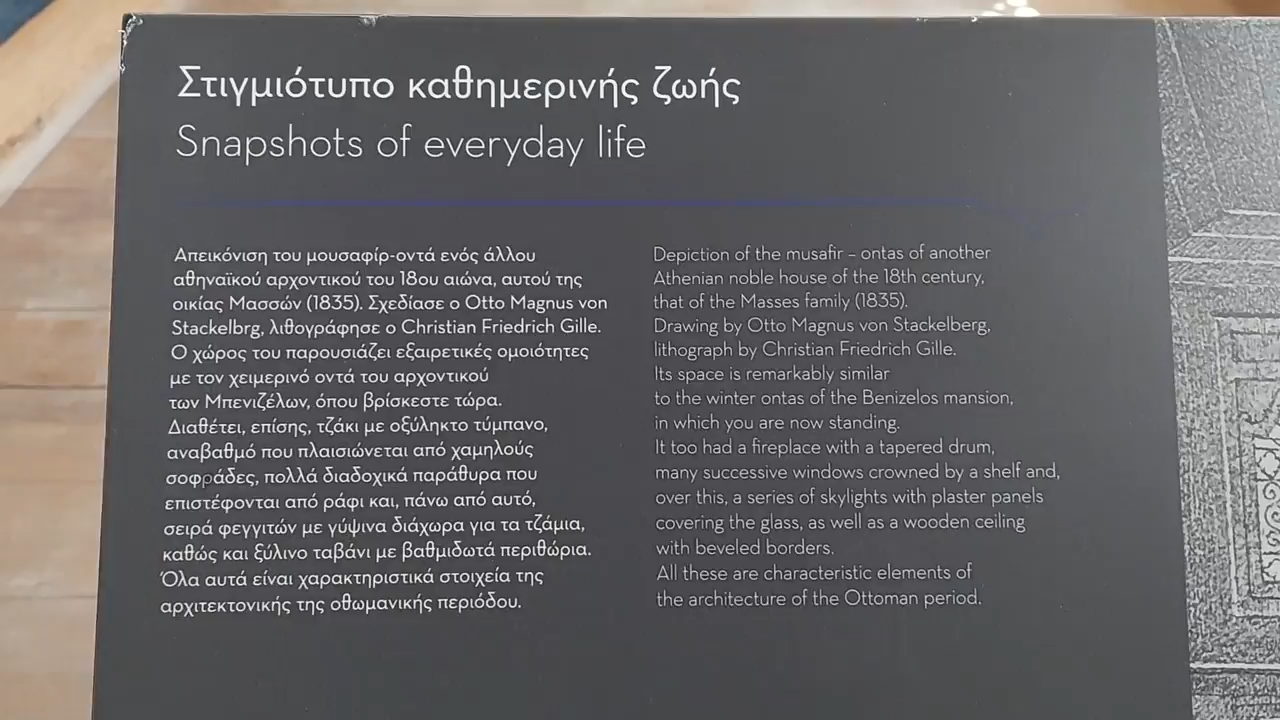 Στιγμιότυπο καθημερινής ζωής
Snapshots of everyday life
Απεικόνιση του μουσαφίρ-οντά ενός άλλου
αθηναϊκού αρχοντικού του 18ου αιώνα, αυτού της
οικίας Μασσών (1835). Σχεδίασε ο Otto Magnus von
Stackelbrg, λιθογράφησε ο Christian Friedrich Gille.
Ο χώρος του παρουσιάζει εξαιρετικές ομοιότητες
με τον χειμερινό οντά του αρχοντικού
των Μπενιζέλων, όπου βρίσκεστε τώρα.
Διαθέτει, επίσης, τζάκι με οξύληκτο τύμπανο,
αναβαθμό που πλαισιώνεται από χαμηλούς
σοφράδες, πολλά διαδοχικά παράθυρα που
επιστέφονται από ράφι και, πάνω από αυτό,
σειρά φεγγιτών με γύψινα διάχωρα για τα τζάμια,
καθώς και ξύλινο ταβάνι με βαθμιδωτά περιθώρια.
Όλα αυτά είναι χαρακτηριστικά στοιχεία της
αρχιτεκτονικής της οθωμανικής περιόδου.
Depiction of the musafir – ontas of another
Athenian noble house of the 18th century,
that of the Masses family (1835).
Drawing by Otto Magnus von Stackelberg,
lithograph by Christian Friedrich Gille.
Its space is remarkably similar
to the winter ontas of the Benizelos mansion,
in which you are now standing.
It too had a fireplace with a tapered drum,
many successive windows crowned by a shelf and,
over this, a series of skylights with plaster panels
covering the glass, as well as a wooden ceiling
with beveled borders.
All these are characteristic elements of
the architecture of the Ottoman period.